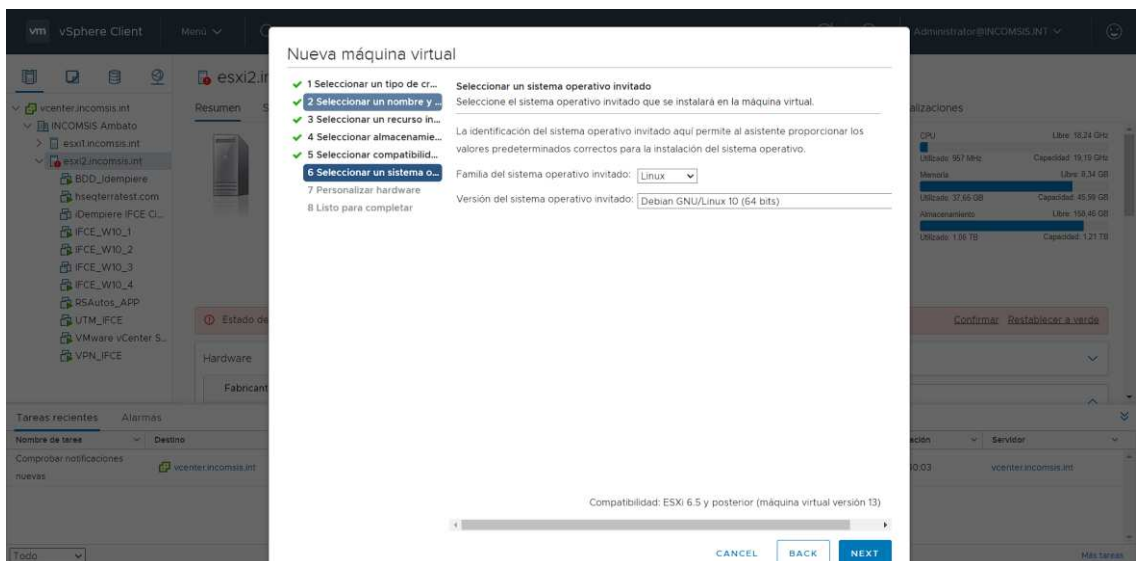 vm vSphere Client Menú Administrator@INCOMSIS.INT
Nueva máquina virtual
1 Seleccionar un tipo de cr...
2 Seleccionar un nombre y ...
3 Seleccionar un recurso in...
4 Seleccionar almacenamie...
5 Seleccionar compatibilid...
6 Seleccionar un sistema o...
7 Personalizar hardware
8 Listo para completar
Seleccionar un sistema operativo invitado
Seleccione el sistema operativo invitado que se instalará en la máquina virtual.
La identificación del sistema operativo invitado aquí permite al asistente proporcionar los
valores predeterminados correctos para la instalación del sistema operativo.
Familia del sistema operativo invitado: Linux
Versión del sistema operativo invitado: Debian GNU/Linux 10 (64 bits)
Compatibilidad: ESXi 6.5 y posterior (máquina virtual versión 13)
CANCEL BACK NEXT
vcenter.incomsis.int
INCOMSIS Ambato
esxi1.incomsis.int
esxi2.incomsis.int
BDD_Idempiere
hseqterratest.com
iDempiere IFCE Cl...
IFCE_W10_1
IFCE_W10_2
IFCE_W10_3
IFCE_W10_4
RSAutos_APP
UTM_IFCE
VMware vCenter S...
VPN_IFCE
esxi2.in
Resumen S
alizaciones
CPU Libre: 18,24 GHz
Utilizado: 957 MHz Capacidad: 19,19 GHz
Memoria Libre: 8,34 GB
Utilizado: 37,65 GB Capacidad: 45,99 GB
Almacenamiento Libre: 150,46 GB
Utilizado: 1,06 TB Capacidad: 1,21 TB
Estado de
Confirmar Restablecer a verde
Hardware
Fabricant
Tareas recientes Alarmas
Nombre de tarea Destino
ación Servidor
Comprobar notificaciones
nuevas
vcenter.incomsis.int
10:03 vcenter.incomsis.int
Todo
Más tareas